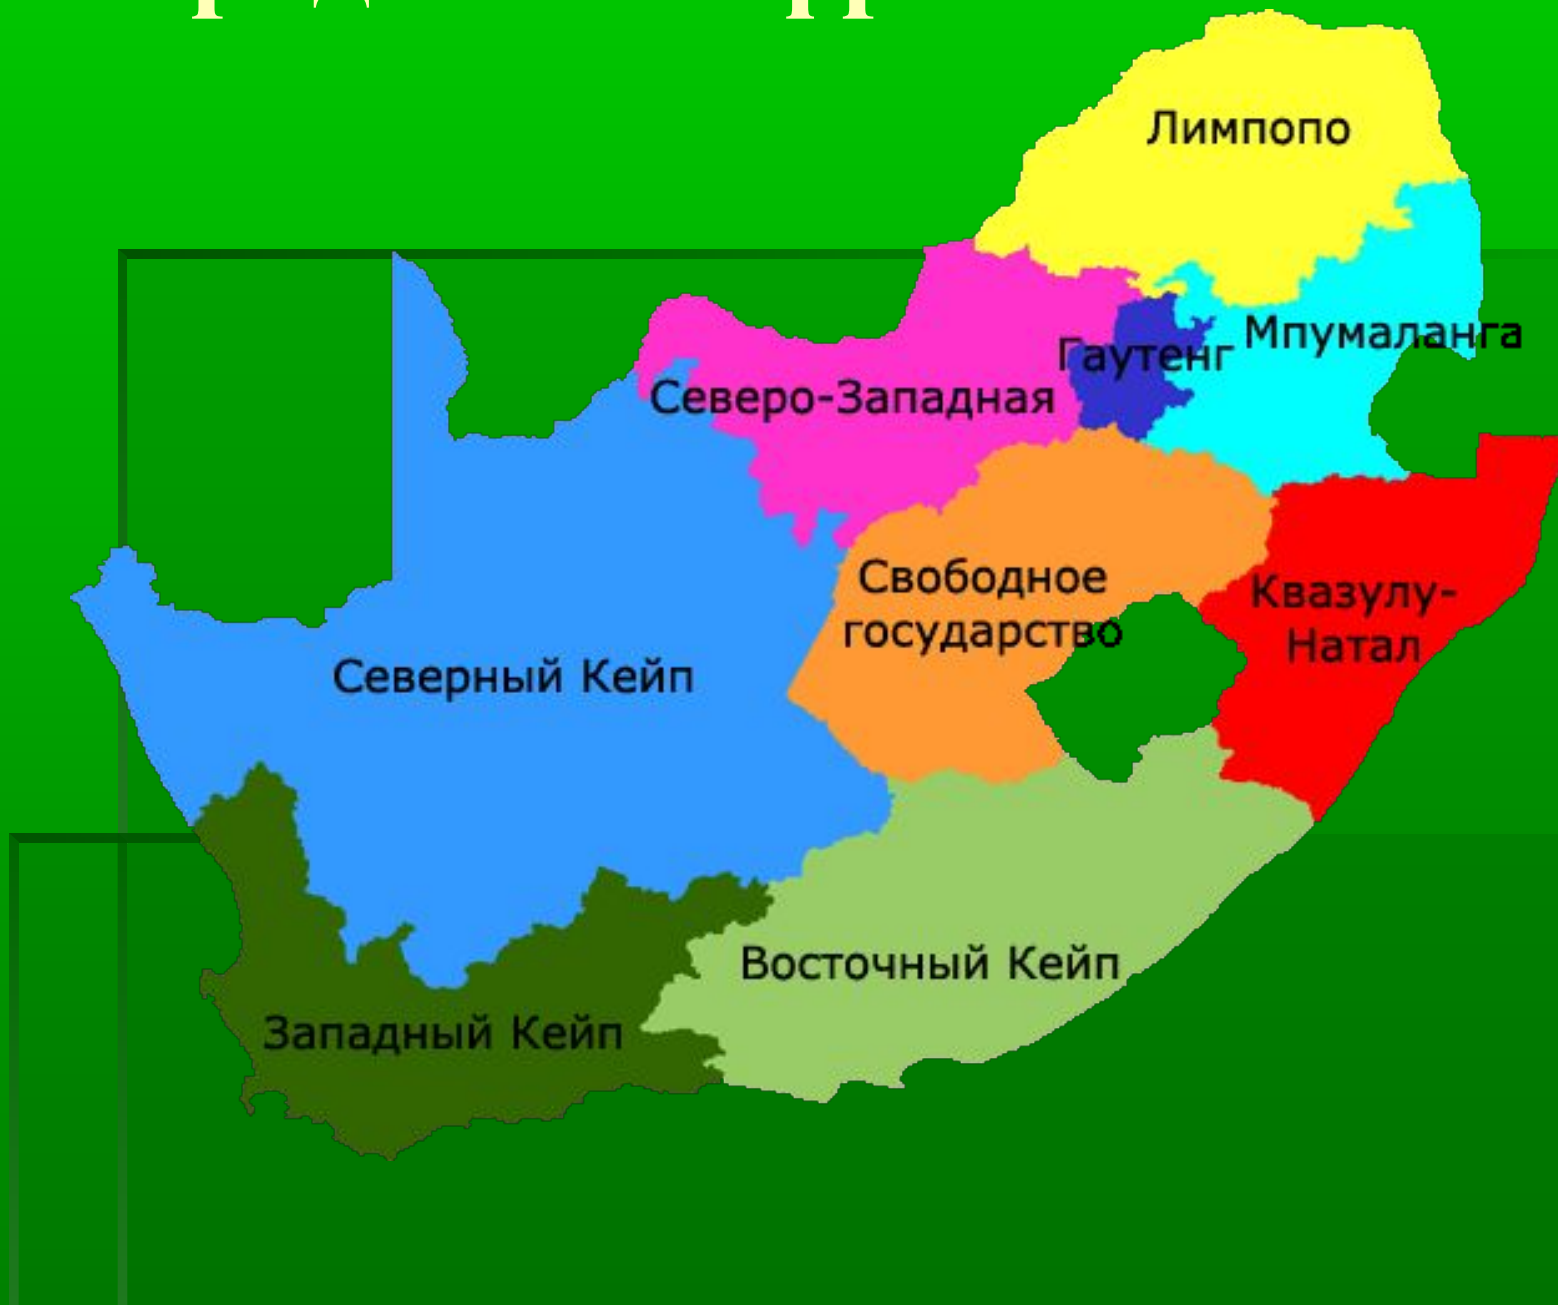 Лимпопо
Мпумаланга
Гаутенг
Северо-Западная
Свободное
государство
Квазулу-
Натал
Северный Кейп
Восточный Кейп
Западный Кейп